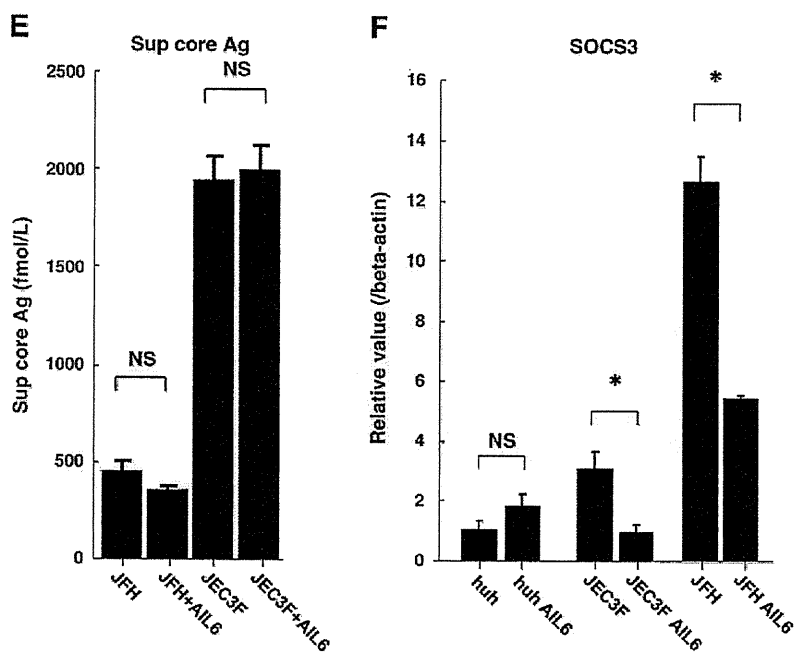 E
Sup core Ag
Sup core Ag (fmol/L)
2500
2000
1500
1000
500
0
NS
NS
JFH
JFH+AIL6
JEC3F
JEC3F+AIL6
F
SOCS3
Relative value (/beta-actin)
16
14
12
10
8
6
4
2
0
NS
*
*
huh
huh AIL6
JEC3F
JEC3F AIL6
JFH
JFH AIL6